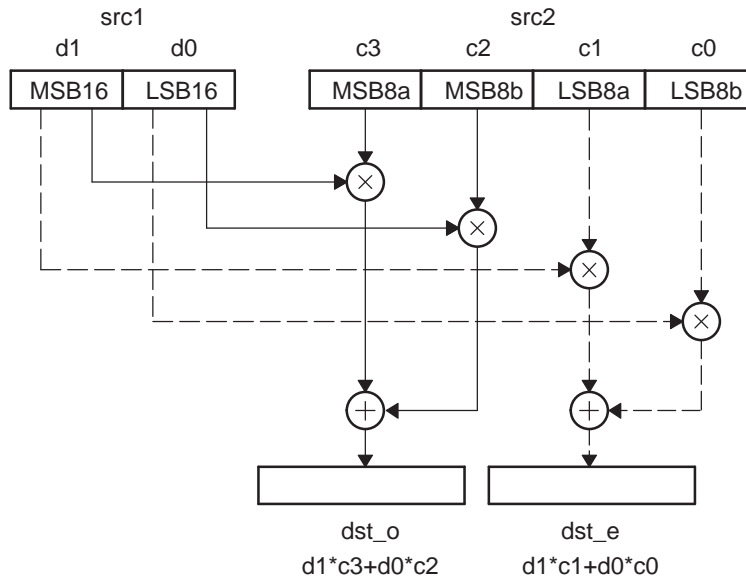 src1 src2
d1 d0 c3 c2 c1 c0
MSB16 LSB16 MSB8a MSB8b LSB8a LSB8b
×
×
×
×
+ +
dst_o dst_e
d1*c3+d0*c2 d1*c1+d0*c0